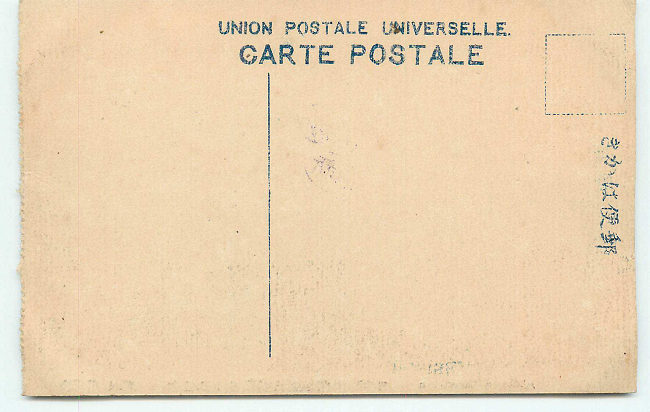 UNION POSTALE UNIVERSELLE.
CARTE POSTALE
郵便はかき